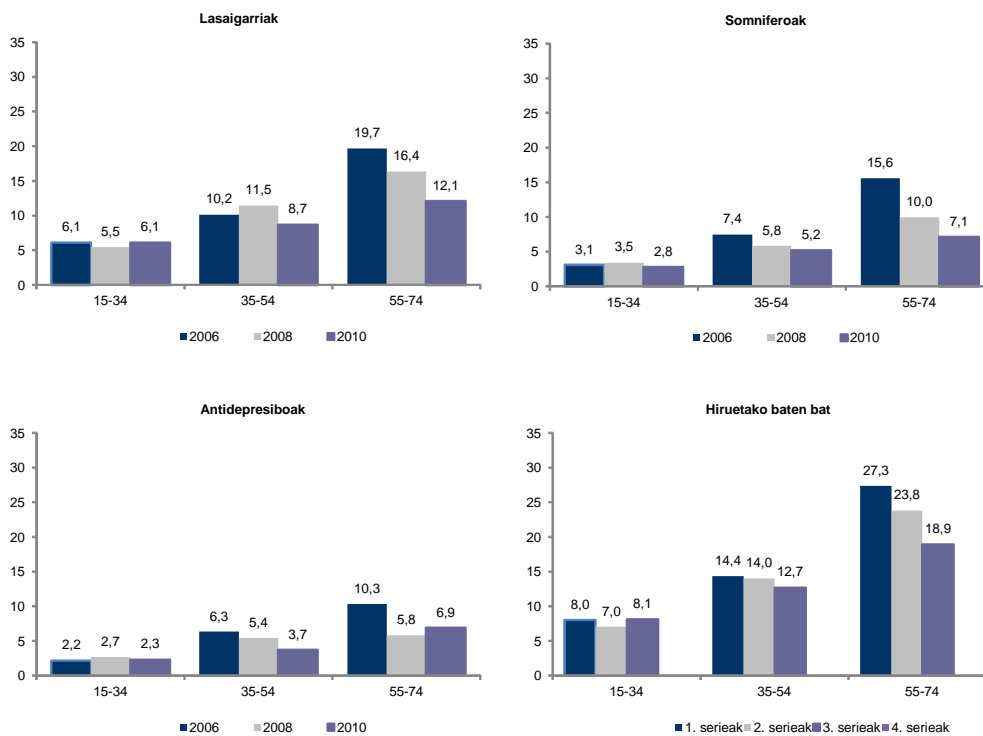 Lasaigarriak
35
30
25
20
15
10
5
0
6,1 5,5 6,1
10,2 11,5 8,7
19,7 16,4 12,1
15-34 35-54 55-74
2006 2008 2010
Somniferoak
35
30
25
20
15
10
5
0
3,1 3,5 2,8
7,4 5,8 5,2
15,6 10,0 7,1
15-34 35-54 55-74
2006 2008 2010
Antidepresiboak
35
30
25
20
15
10
5
0
2,2 2,7 2,3
6,3 5,4 3,7
10,3 5,8 6,9
15-34 35-54 55-74
2006 2008 2010
Hiruetako baten bat
35
30
25
20
15
10
5
0
8,0 7,0 8,1
14,4 14,0 12,7
27,3 23,8 18,9
15-34 35-54 55-74
1. serieak 2. serieak 3. serieak 4. serieak